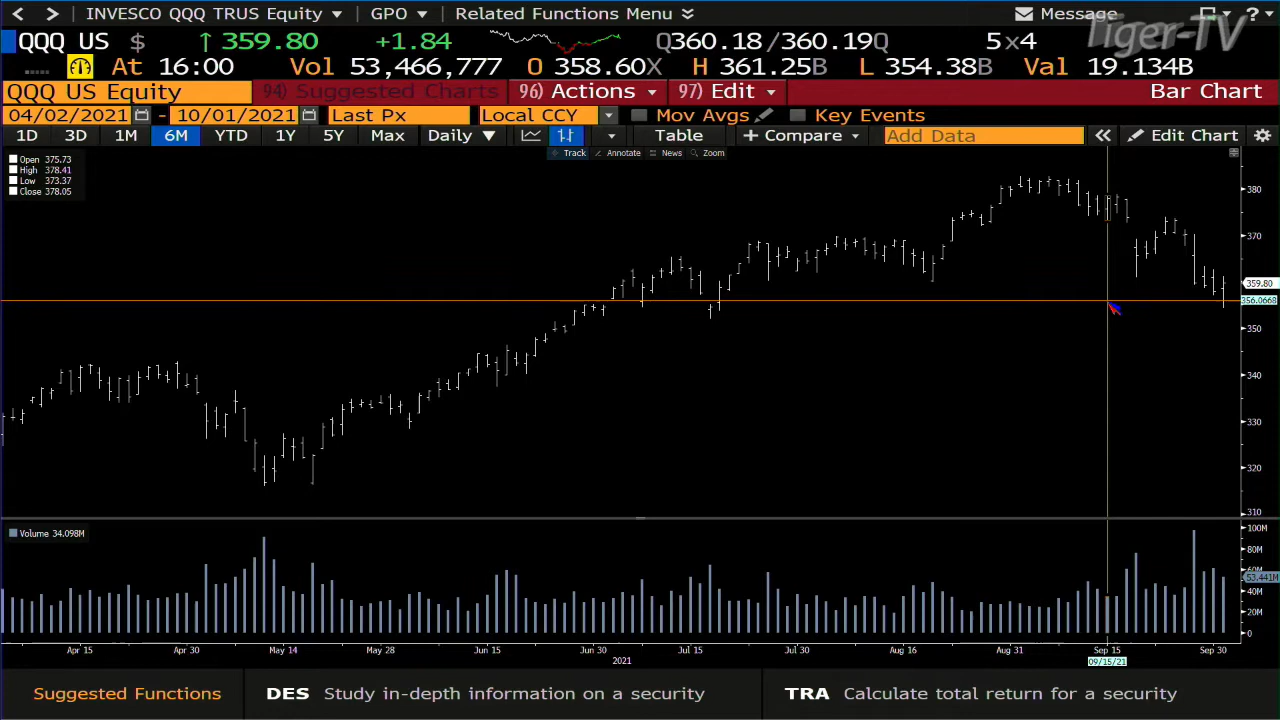 INVESCO QQQ TRUS Equity GPO Related Functions Menu Message ?
Tiger-TV
QQQ US $ ↑ 359.80 +1.84 Q360.18/360.19Q 5x4
At 16:00 Vol 53,466,777 O 358.60X H 361.25B L 354.38B Val 19.134B
QQQ US Equity 94) Suggested Charts 96) Actions 97) Edit Bar Chart
04/02/2021 - 10/01/2021 Last Px Local CCY Mov Avgs Key Events
1D 3D 1M 6M YTD 1Y 5Y Max Daily Table + Compare Add Data Edit Chart
Track Annotate News Zoom
Open 375.73
High 378.41
Low 373.37
Close 378.05
380
370
359.80
356.0668
350
340
330
320
310
Volume 34.098M
100M
80M
60M
53.441M
40M
20M
0
Apr 15 Apr 30 May 14 May 28 Jun 15 Jun 30 Jul 15 Jul 30 Aug 16 Aug 31 Sep 15 Sep 30
2021 09/15/21
Suggested Functions DES Study in-depth information on a security TRA Calculate total return for a security